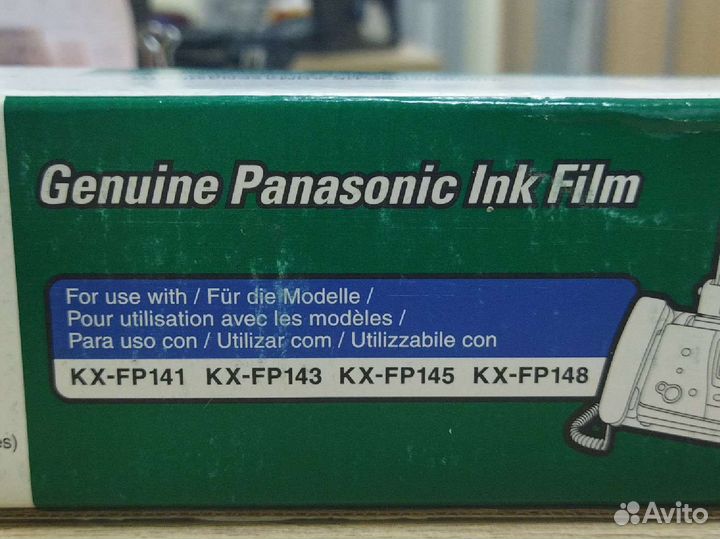 Genuine Panasonic Ink Film
For use with / Für die Modelle /
Pour utilisation avec les modèles /
Para uso con / Utilizar com / Utilizzabile con
KX-FP141 KX-FP143 KX-FP145 KX-FP148
es)
Avito